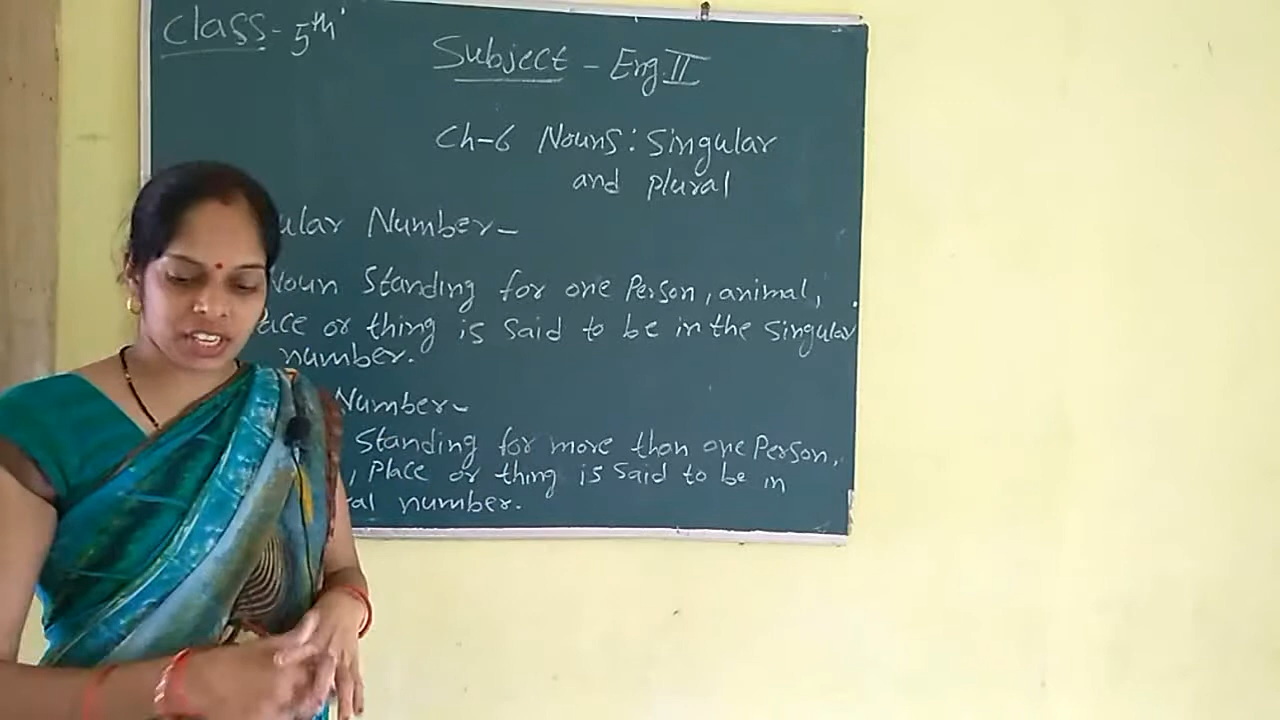 Class - 5th
Subject - Eng. II
Ch-6 Nouns: Singular
and plural
ular Number-
Noun Standing for one Person, animal,
ace or thing is said to be in the singular
number.
Number-
Standing for more than one Person,
, Place or thing is said to be in
al number.